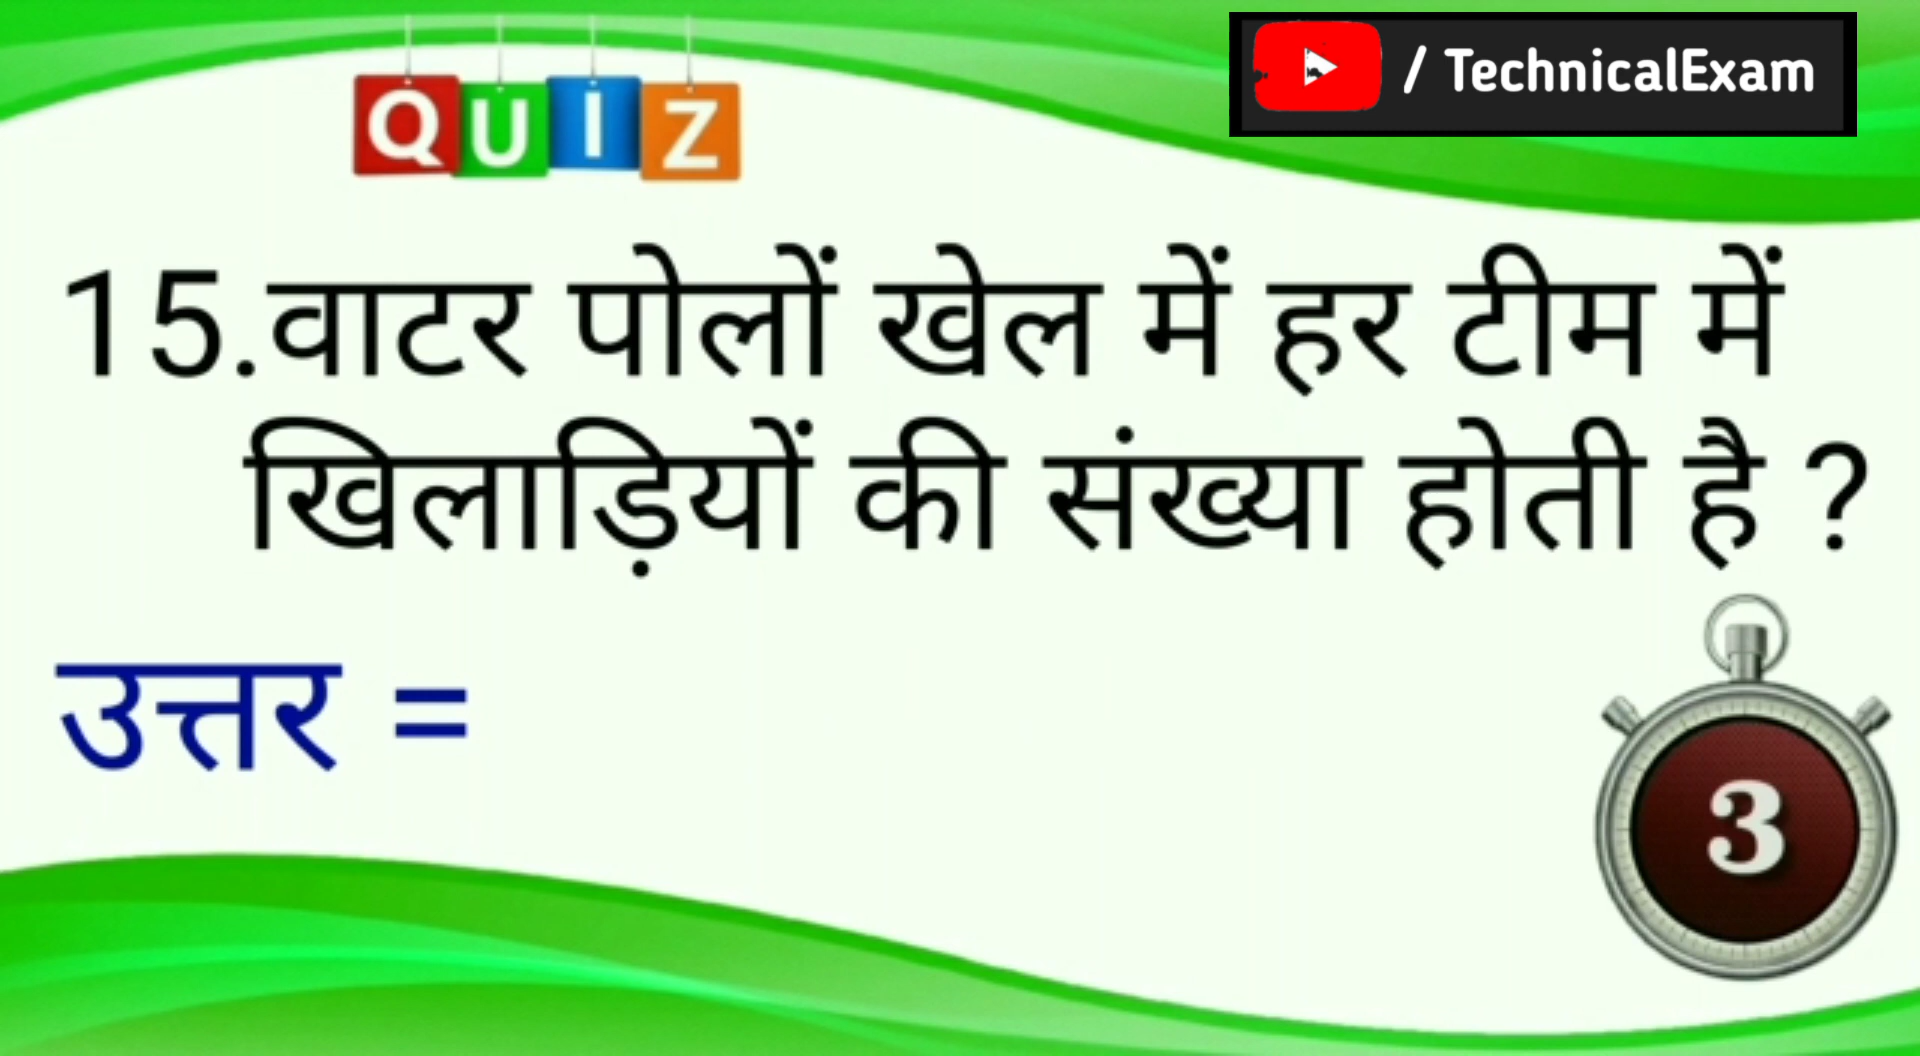 QUIZ
/ TechnicalExam
15.वाटर पोलों खेल में हर टीम में
खिलाड़ियों की संख्या होती है ?
उत्तर =
3